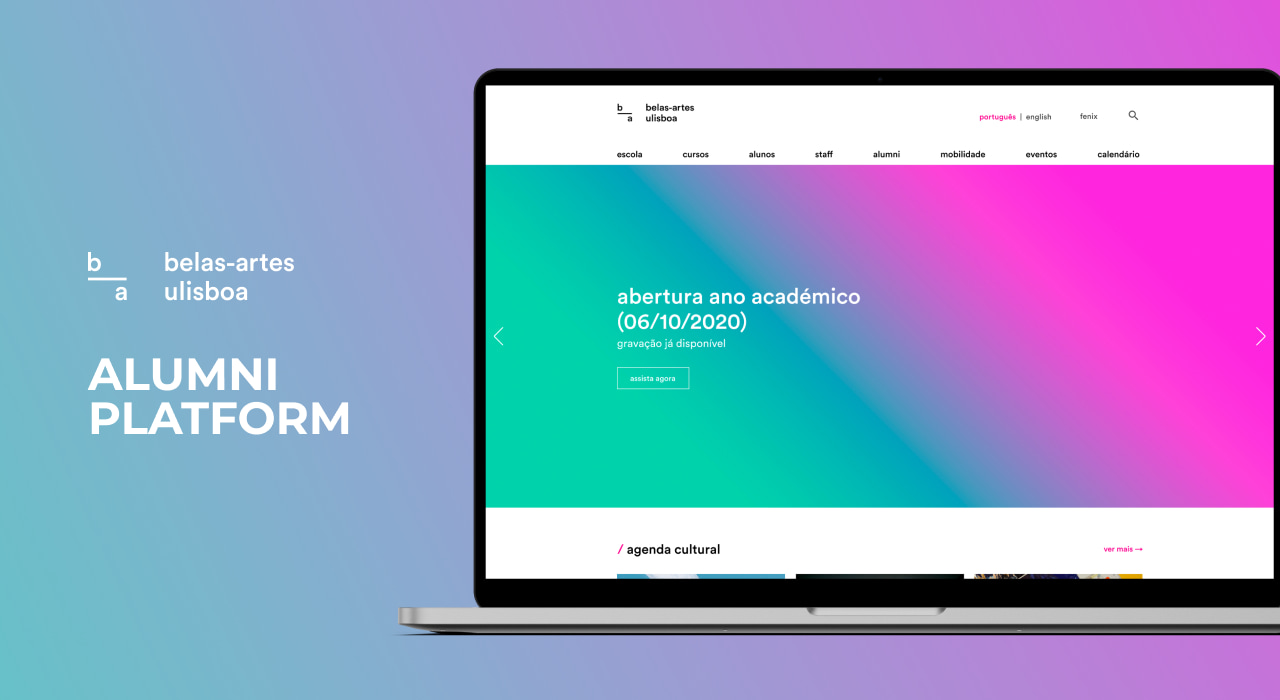 b
a
belas-artes
ulisboa
ALUMNI
PLATFORM
b
a
belas-artes
ulisboa
português | english
fenix
escola cursos alunos staff alumni mobilidade eventos calendário
abertura ano académico
(06/10/2020)
gravação já disponível
assista agora
/ agenda cultural
ver mais →